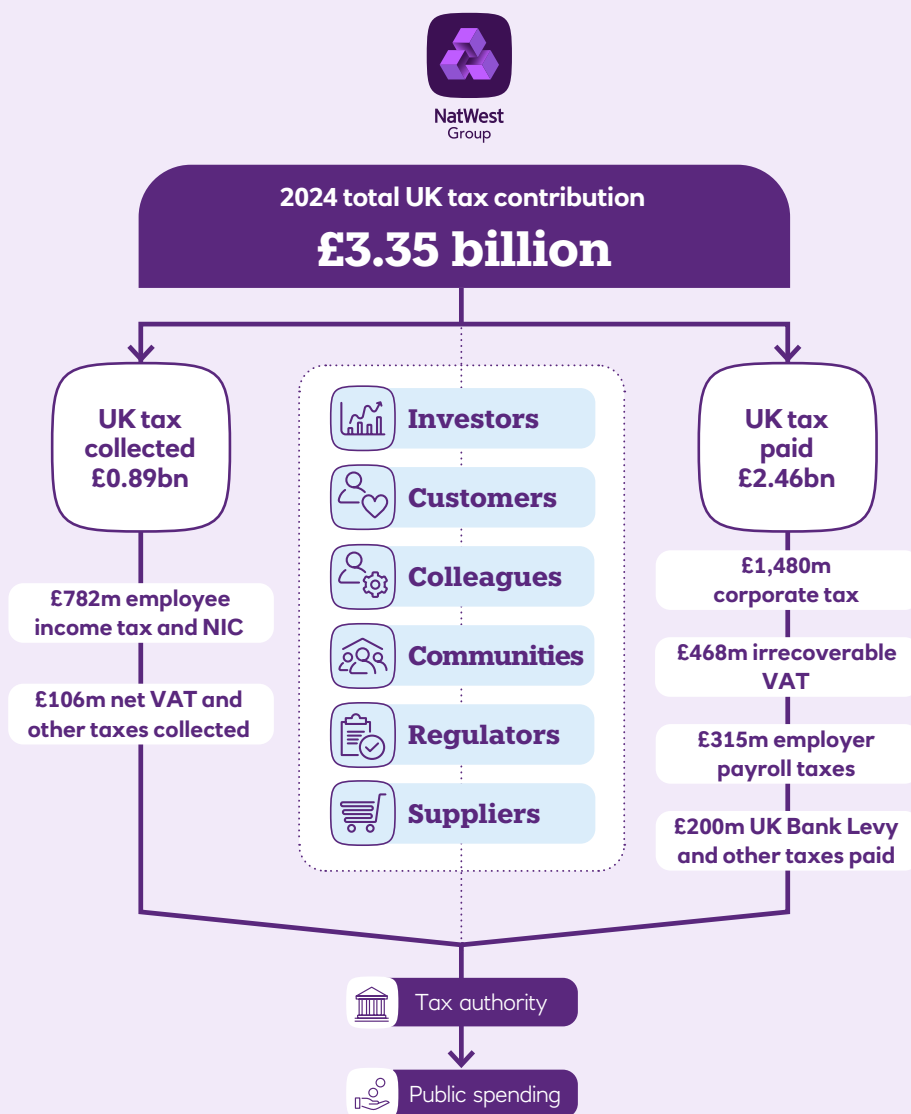 NatWest
Group
2024 total UK tax contribution
£3.35 billion
UK tax
collected
£0.89bn
£782m employee
income tax and NIC
£106m net VAT and
other taxes collected
Investors
Customers
Colleagues
Communities
Regulators
Suppliers
UK tax
paid
£2.46bn
£1,480m
corporate tax
£468m irrecoverable
VAT
£315m employer
payroll taxes
£200m UK Bank Levy
and other taxes paid
Tax authority
Public spending